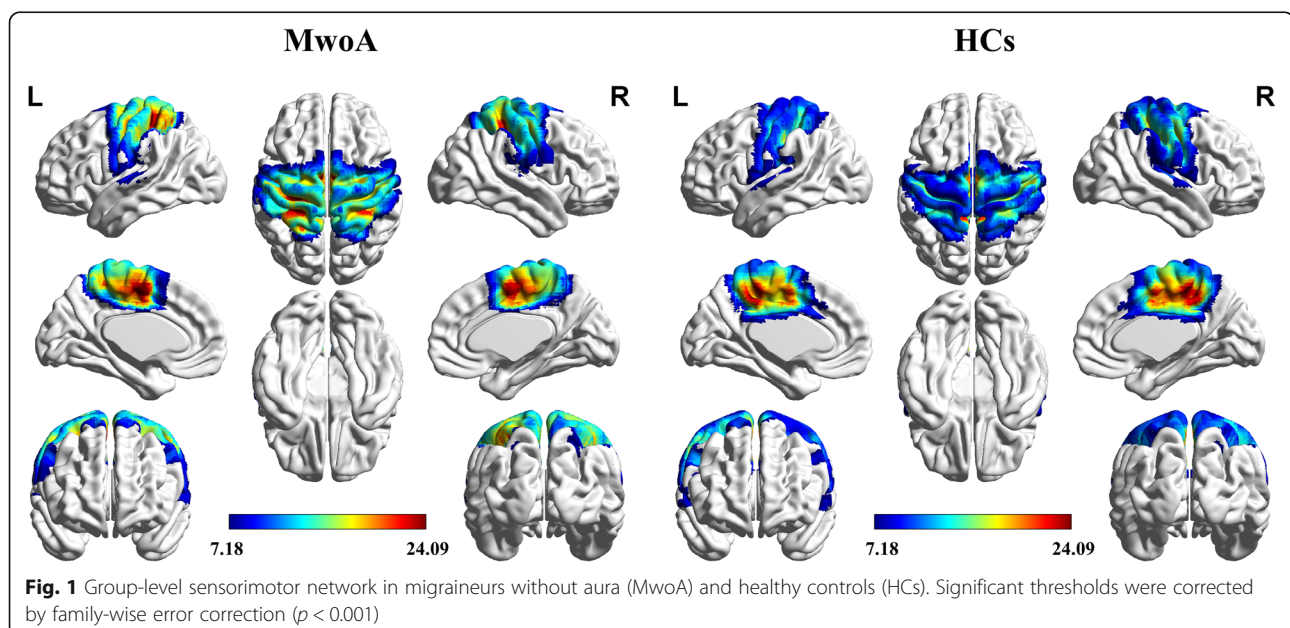 MwoA
HCs
L
R
L
R
7.18
24.09
7.18
24.09
Fig. 1 Group-level sensorimotor network in migraineurs without aura (MwoA) and healthy controls (HCs). Significant thresholds were corrected
by family-wise error correction (p < 0.001)